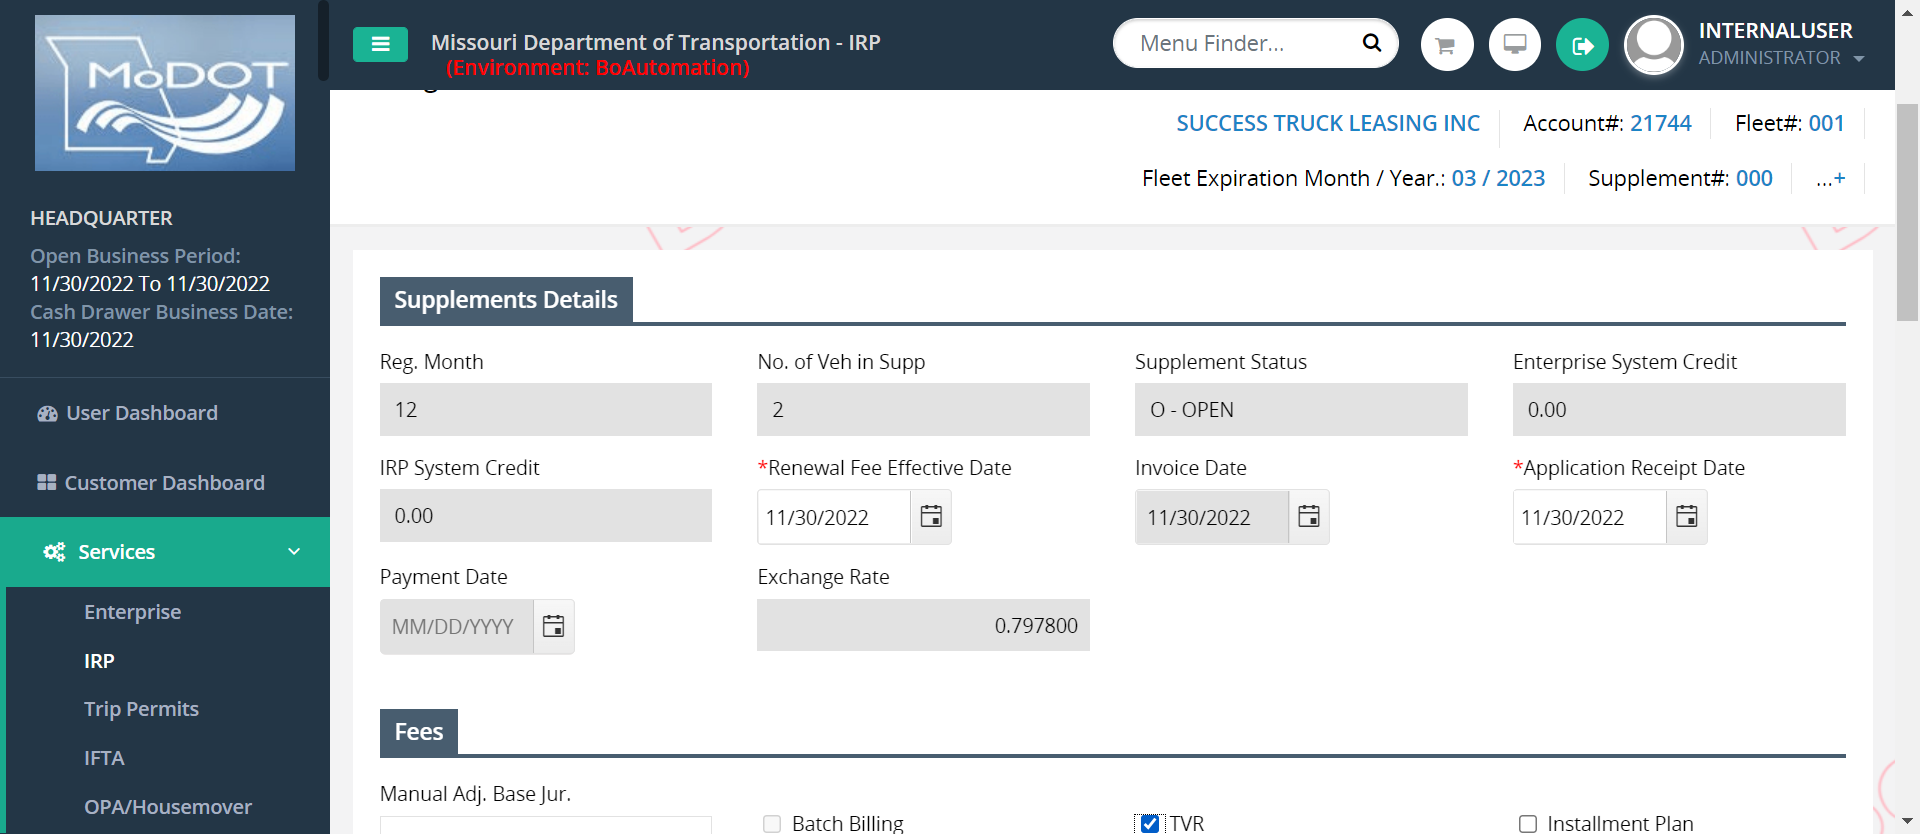 MoDOT
Missouri Department of Transportation - IRP
(Environment: BoAutomation)
Menu Finder...
INTERNALUSER
ADMINISTRATOR
HEADQUARTER
Open Business Period:
11/30/2022 To 11/30/2022
Cash Drawer Business Date:
11/30/2022
User Dashboard
Customer Dashboard
Services
Enterprise
IRP
Trip Permits
IFTA
OPA/Housemover
SUCCESS TRUCK LEASING INC
Account#: 21744
Fleet#: 001
Fleet Expiration Month / Year.: 03 / 2023
Supplement#: 000
...+
Supplements Details
Reg. Month
No. of Veh in Supp
Supplement Status
Enterprise System Credit
12
2
O - OPEN
0.00
IRP System Credit
*Renewal Fee Effective Date
Invoice Date
*Application Receipt Date
0.00
11/30/2022
11/30/2022
11/30/2022
Payment Date
Exchange Rate
MM/DD/YYYY
0.797800
Fees
Manual Adj. Base Jur.
Batch Billing
TVR
Installment Plan